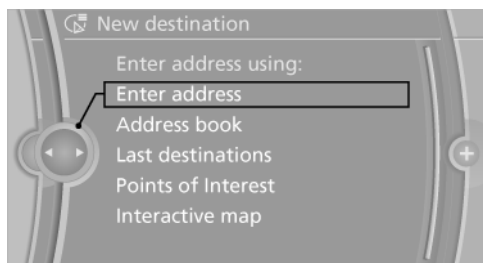 New destination
Enter address using:
Enter address
Address book
Last destinations
Points of Interest
Interactive map